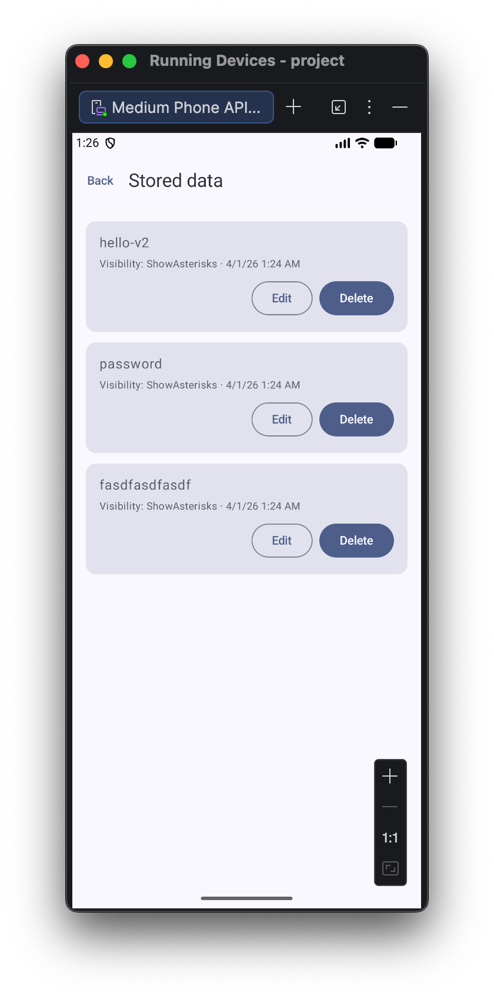 Running Devices - project
Medium Phone API...
1:26
Back Stored data
hello-v2
Visibility: ShowAsterisks · 4/1/26 1:24 AM
Edit Delete
password
Visibility: ShowAsterisks · 4/1/26 1:24 AM
Edit Delete
fasdfasdfasdf
Visibility: ShowAsterisks · 4/1/26 1:24 AM
Edit Delete
1:1